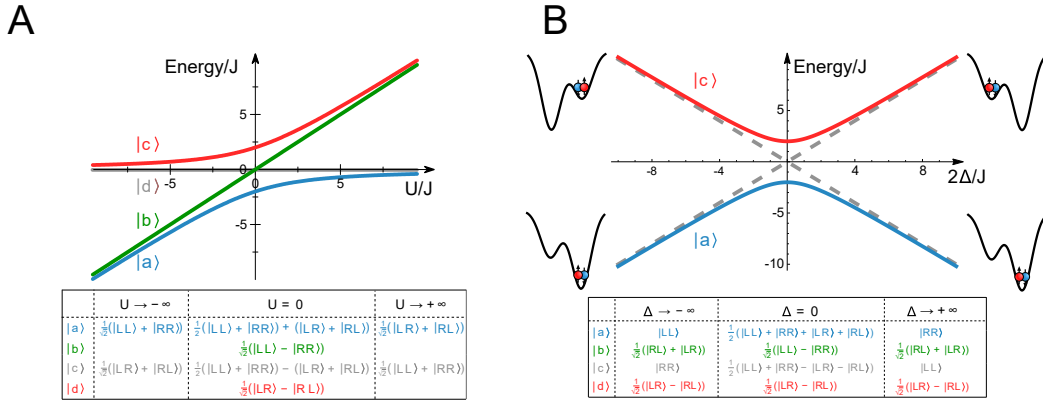 A
Energy/J
5
|c⟩
-5
0
5
|d⟩
U/J
|b⟩
-5
|a⟩
U → − ∞ U = 0 U → + ∞
|a⟩ 1/√2(|LL⟩ + |RR⟩) 1/2(|LL⟩ + |RR⟩) + (|LR⟩ + |RL⟩) 1/√2(|LR⟩ + |RL⟩)
|b⟩ 1/√2(|LL⟩ − |RR⟩)
|c⟩ 1/√2(|LR⟩ + |RL⟩) 1/2(|LL⟩ + |RR⟩) − (|LR⟩ + |RL⟩) 1/√2(|LL⟩ + |RR⟩)
|d⟩ 1/√2(|LR⟩ − |R L⟩)
B
Energy/J
|c⟩
5
-8 -4 0 4 8
2Δ/J
-5
|a⟩
-10
Δ → − ∞ Δ = 0 Δ → + ∞
|a⟩ |LL⟩ 1/2(|LL⟩ + |RR⟩ + |LR⟩ + |RL⟩) |RR⟩
|b⟩ 1/√2(|RL⟩ + |LR⟩) 1/√2(|LL⟩ − |RR⟩) 1/√2(|RL⟩ + |LR⟩)
|c⟩ |RR⟩ 1/2(|LL⟩ + |RR⟩ − |LR⟩ − |RL⟩) |LL⟩
|d⟩ 1/√2(|LR⟩ − |RL⟩) 1/√2(|LR⟩ − |RL⟩) 1/√2(|LR⟩ − |RL⟩)